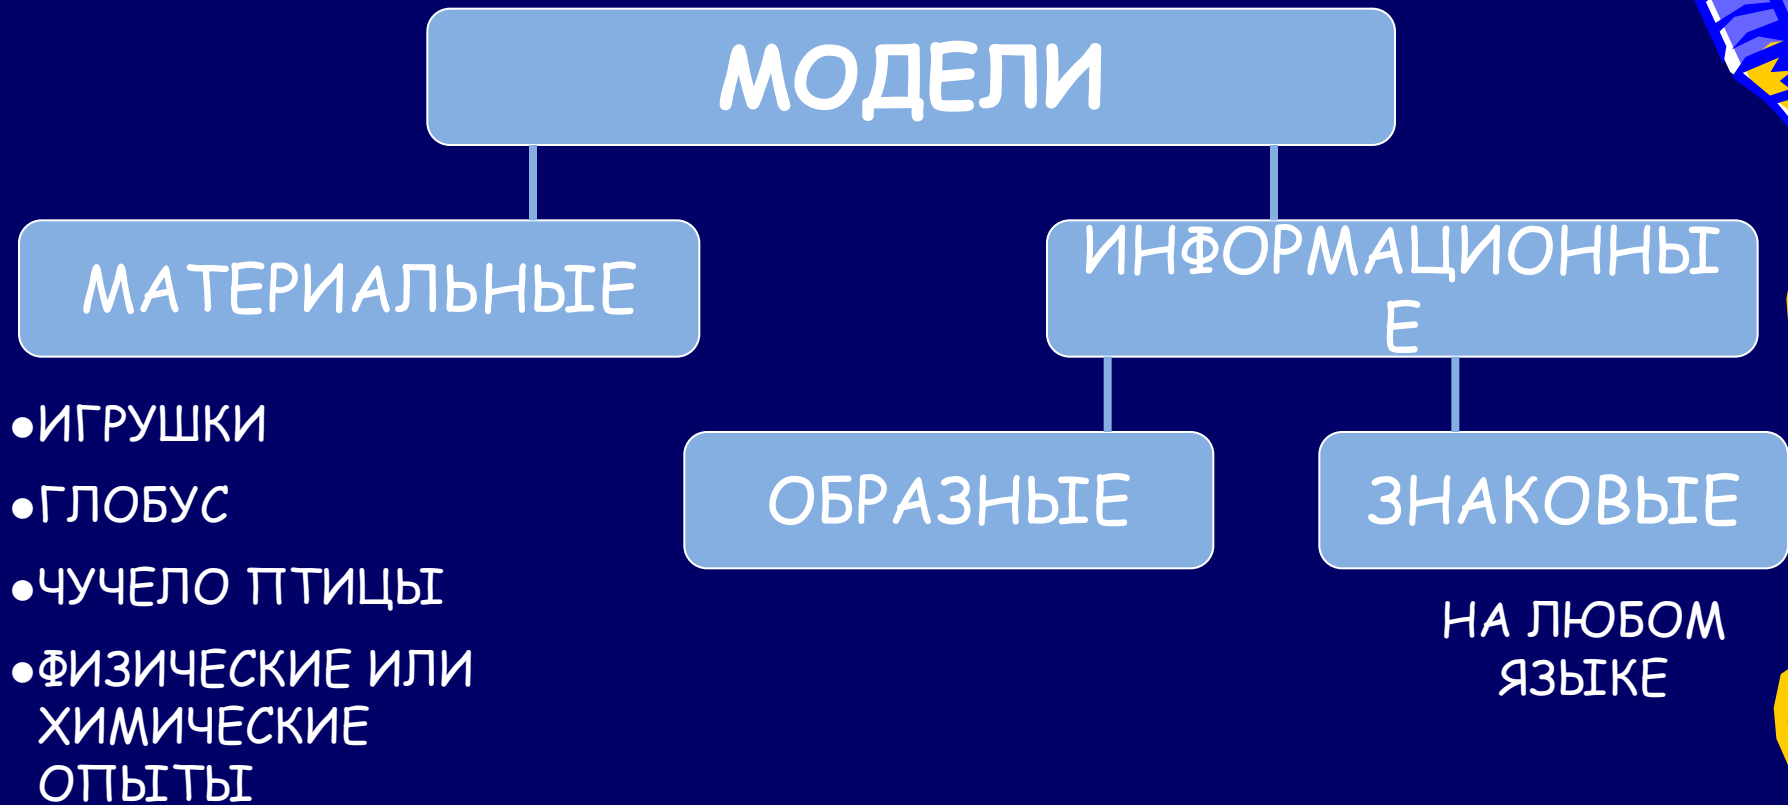 МОДЕЛИ
МАТЕРИАЛЬНЫЕ
ИНФОРМАЦИОННЫ
Е
•ИГРУШКИ
•ГЛОБУС
•ЧУЧЕЛО ПТИЦЫ
•ФИЗИЧЕСКИЕ ИЛИ
ХИМИЧЕСКИЕ
ОПЫТЫ
ОБРАЗНЫЕ
ЗНАКОВЫЕ
НА ЛЮБОМ
ЯЗЫКЕ